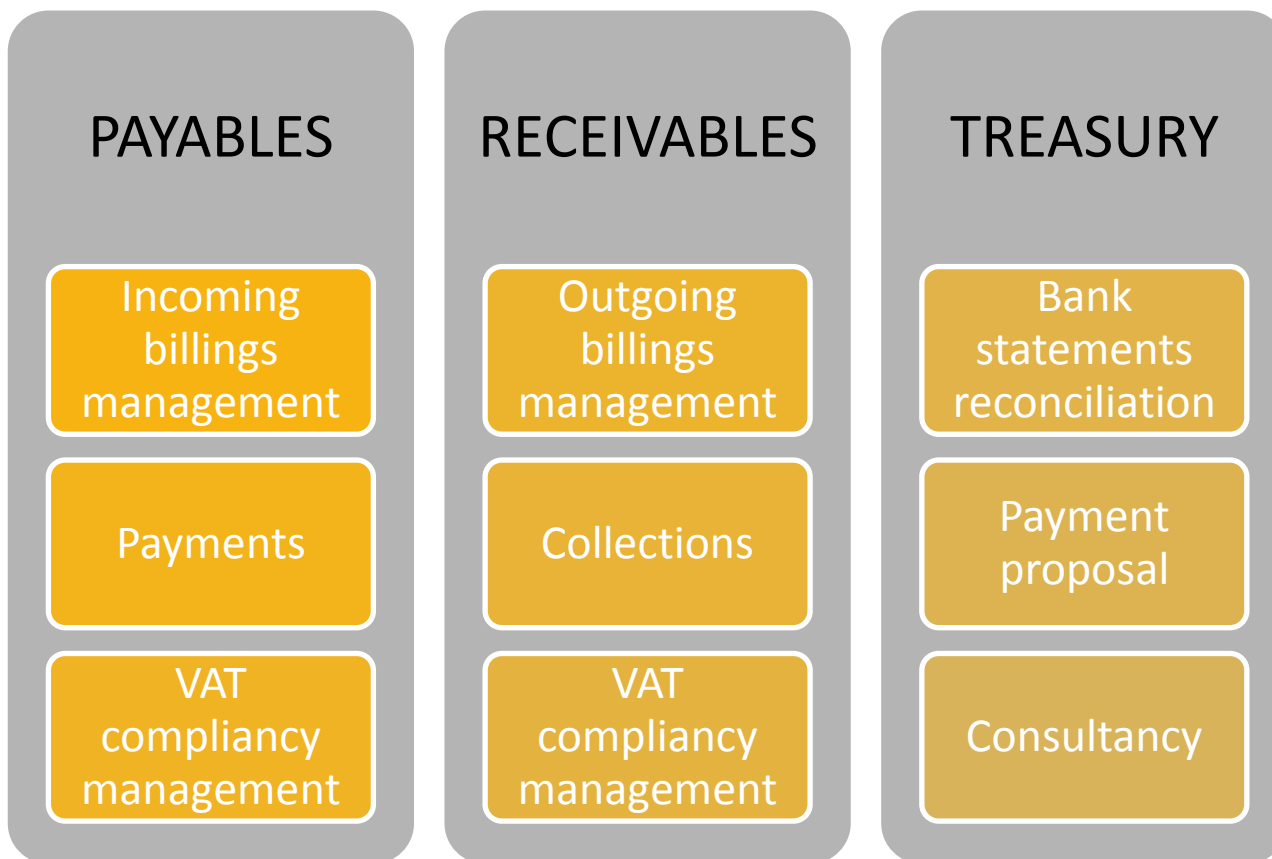 PAYABLES
Incoming
billings
management
Payments
VAT
compliancy
management
RECEIVABLES
Outgoing
billings
management
Collections
VAT
compliancy
management
TREASURY
Bank
statements
reconciliation
Payment
proposal
Consultancy